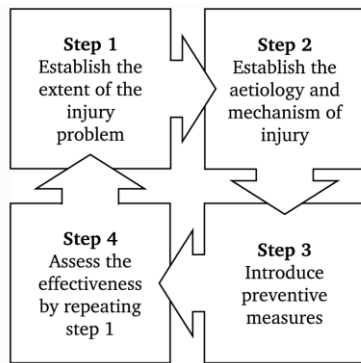 Step 1
Establish the
extent of the
injury
problem
Step 2
Establish the
aetiology and
mechanism of
injury
Step 4
Assess the
effectiveness
by repeating
step 1
Step 3
Introduce
preventive
measures